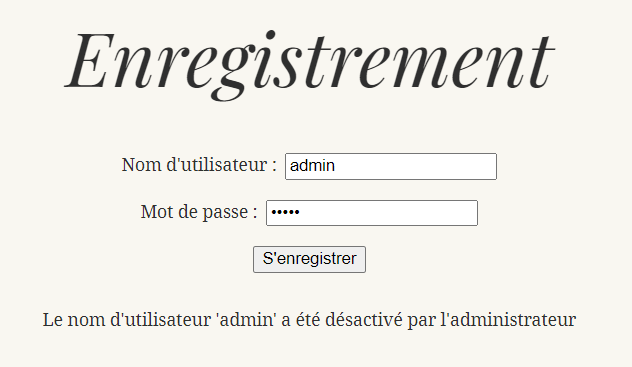 Enregistrement
Nom d'utilisateur : admin
Mot de passe : •••••
S'enregistrer
Le nom d'utilisateur 'admin' a été désactivé par l'administrateur